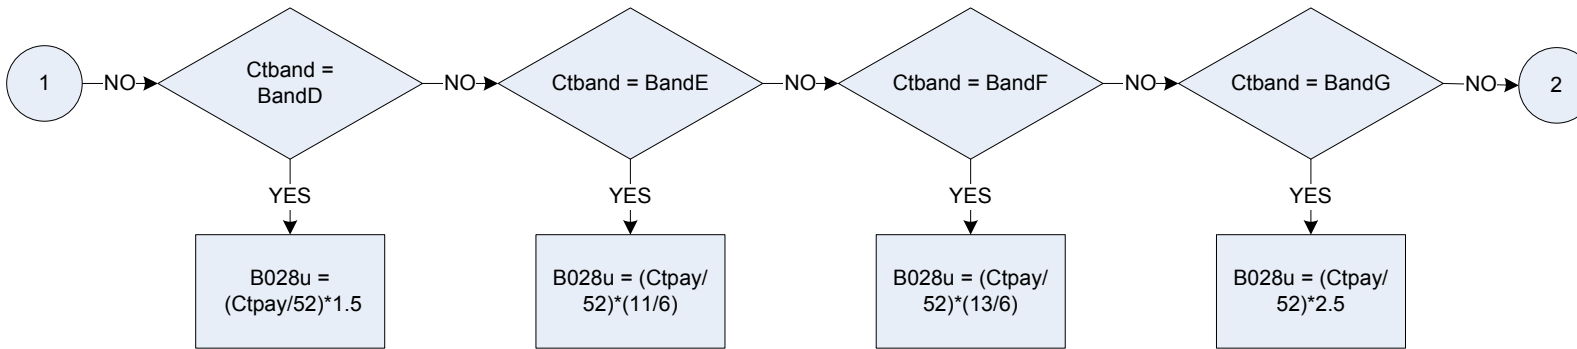 1
NO
Ctband =
BandD
NO
Ctband = BandE
NO
Ctband = BandF
NO
Ctband = BandG
NO
2
YES
YES
YES
YES
B028u =
(Ctpay/52)*1.5
B028u = (Ctpay/
52)*(11/6)
B028u = (Ctpay/
52)*(13/6)
B028u = (Ctpay/
52)*2.5